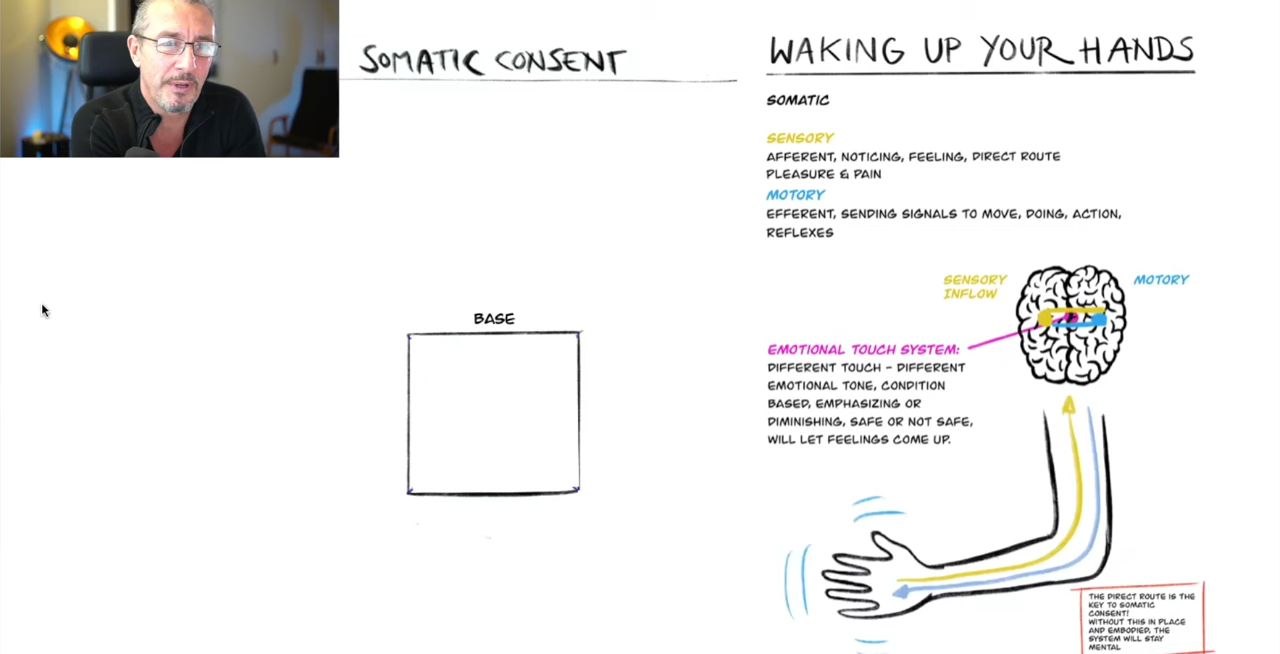 SOMATIC CONSENT
WAKING UP YOUR HANDS
SOMATIC
SENSORY
AFFERENT, NOTICING, FEELING, DIRECT ROUTE
PLEASURE & PAIN
MOTORY
EFFERENT, SENDING SIGNALS TO MOVE, DOING, ACTION,
REFLEXES
SENSORY
INFLOW
MOTORY
BASE
EMOTIONAL TOUCH SYSTEM:
DIFFERENT TOUCH - DIFFERENT
EMOTIONAL TONE, CONDITION
BASED, EMPHASIZING OR
DIMINISHING, SAFE OR NOT SAFE,
WILL LET FEELINGS COME UP.
THE DIRECT ROUTE IS THE
KEY TO SOMATIC
CONSENT!
WITHOUT THIS IN PLACE
AND EMBODIED, THE
SYSTEM WILL STAY
MENTAL